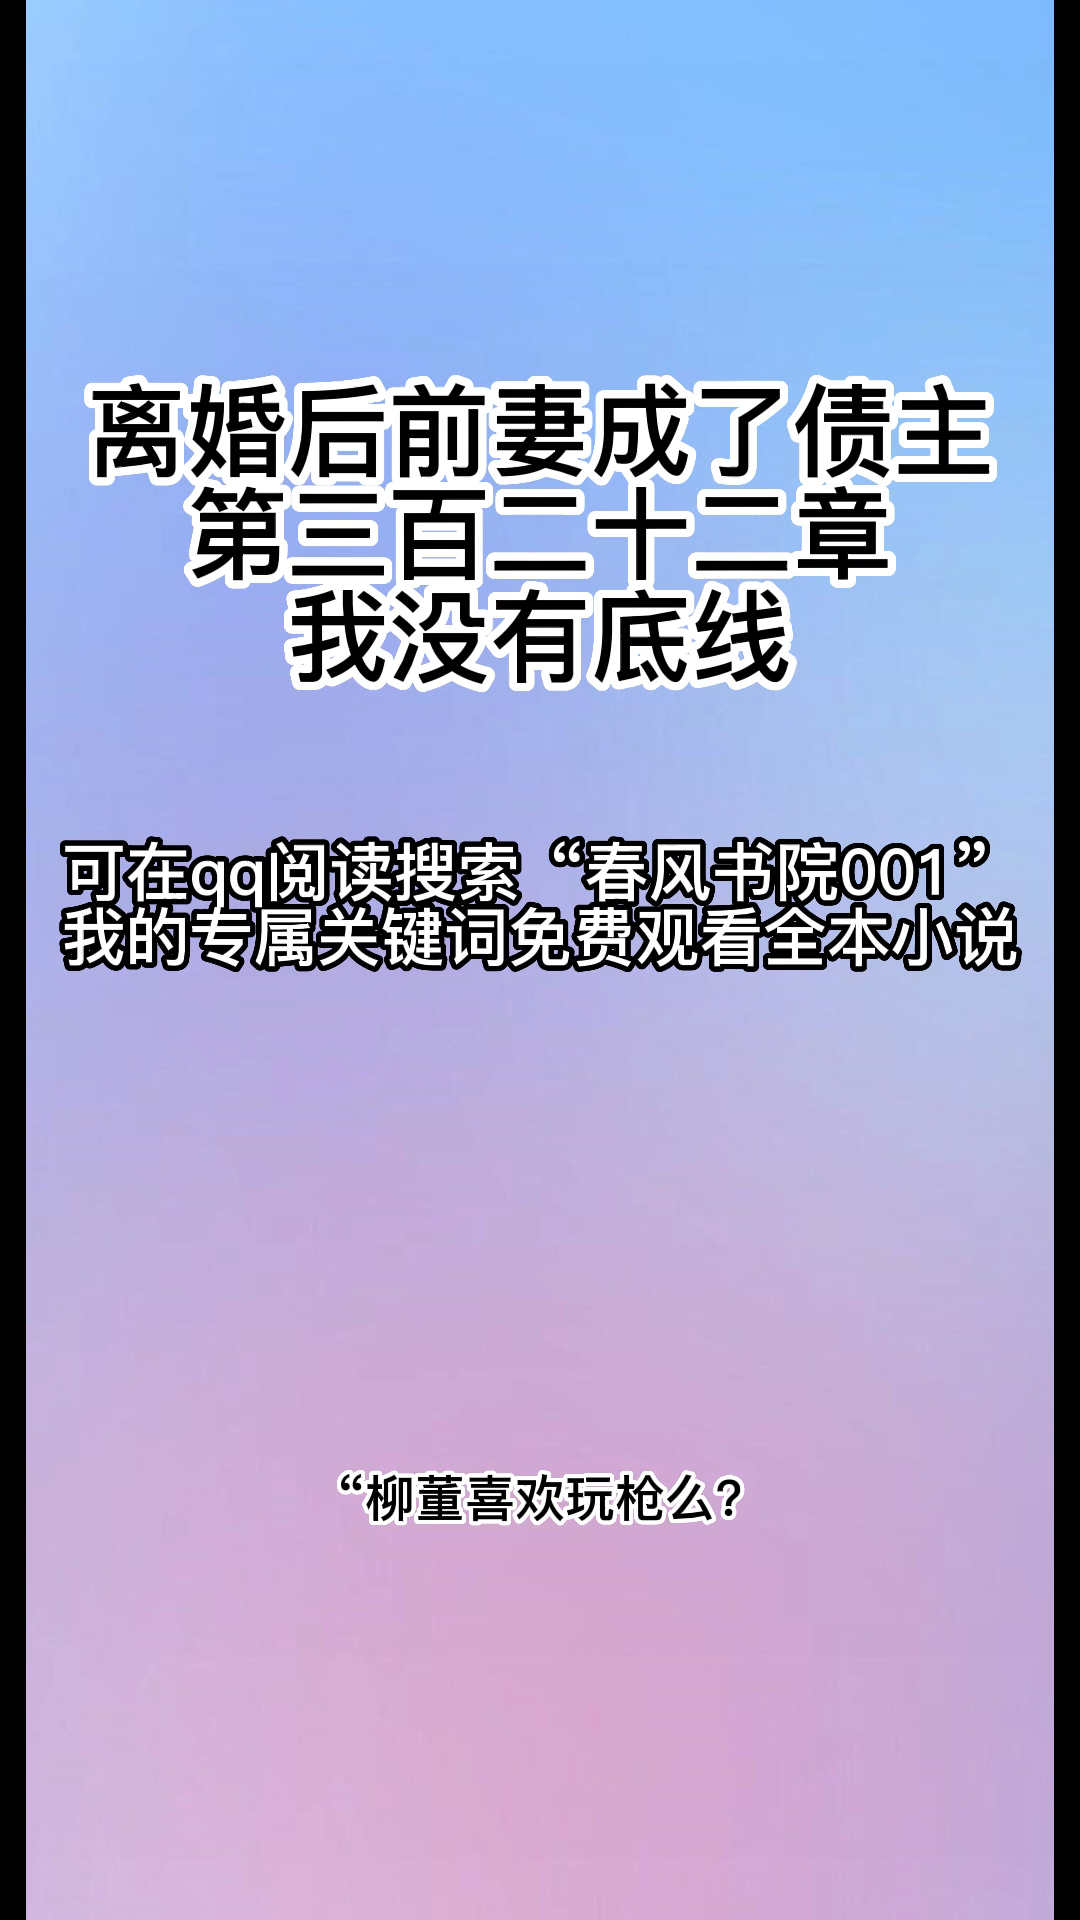 离婚后前妻成了债主
第三百二十二章
我没有底线
可在qq阅读搜索“春风书院001”
我的专属关键词免费观看全本小说
“柳董喜欢玩枪么?